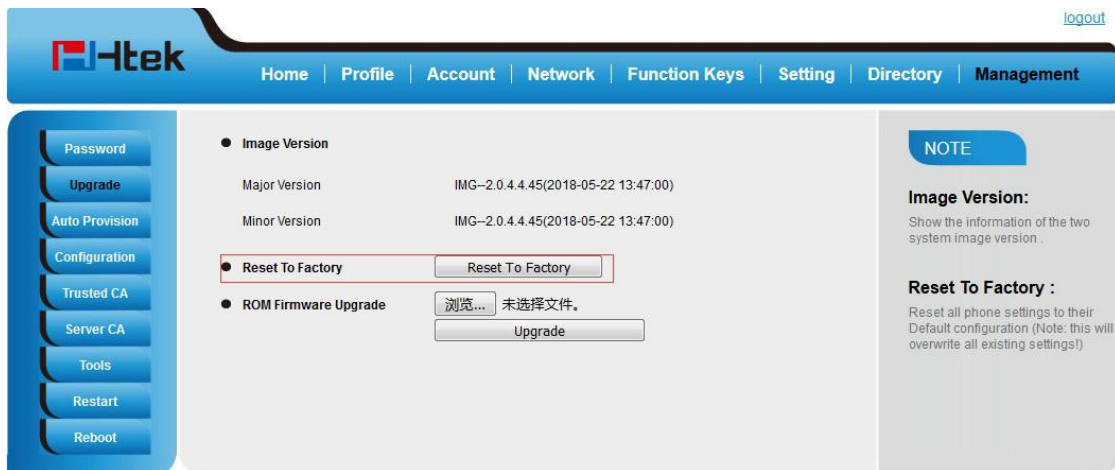 logout
Htek
Home | Profile | Account | Network | Function Keys | Setting | Directory | Management
Password
Upgrade
Auto Provision
Configuration
Trusted CA
Server CA
Tools
Restart
Reboot
Image Version
Major Version IMG--2.0.4.4.45(2018-05-22 13:47:00)
Minor Version IMG--2.0.4.4.45(2018-05-22 13:47:00)
Reset To Factory Reset To Factory
ROM Firmware Upgrade 浏览... 未选择文件。
Upgrade
NOTE
Image Version:
Show the information of the two
system image version .
Reset To Factory :
Reset all phone settings to their
Default configuration (Note: this will
overwrite all existing settings!)